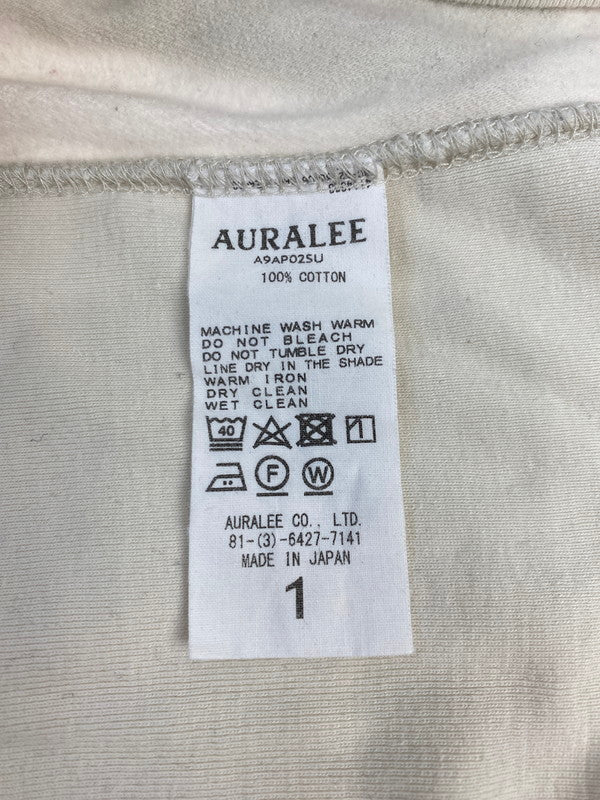 AURALEE
A9AP02SU
100% COTTON
MACHINE WASH WARM
DO NOT BLEACH
DO NOT TUMBLE DRY
LINE DRY IN THE SHADE
WARM IRON
DRY CLEAN
WET CLEAN
40
F W
AURALEE CO., LTD.
81-(3)-6427-7141
MADE IN JAPAN
1